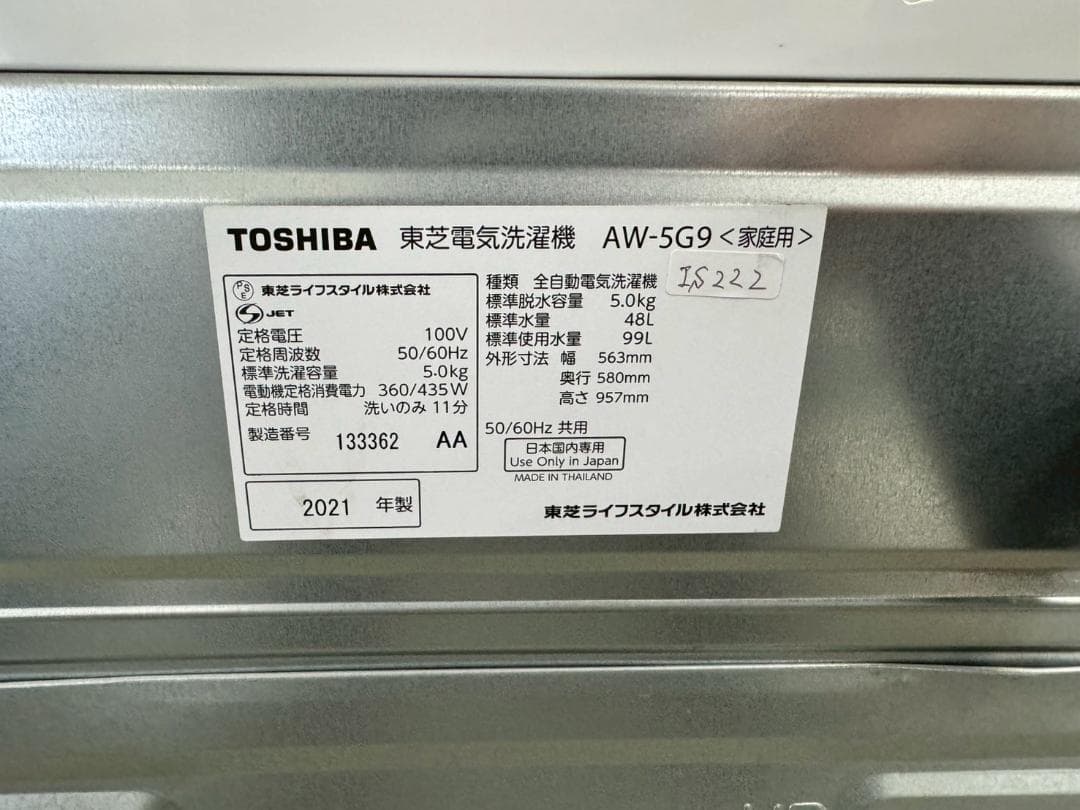 TOSHIBA 東芝電気洗濯機 AW-5G9＜家庭用＞
PSE 東芝ライフスタイル株式会社
JET
定格電圧 100V
定格周波数 50/60Hz
標準洗濯容量 5.0kg
電動機定格消費電力 360/435W
定格時間 洗いのみ 11分
製造番号 133362 AA
2021 年製
種類 全自動電気洗濯機
IS222
標準脱水容量 5.0kg
標準水量 48L
標準使用水量 99L
外形寸法 幅 563mm
奥行 580mm
高さ 957mm
50/60Hz 共用
日本国内専用
Use Only in Japan
MADE IN THAILAND
東芝ライフスタイル株式会社